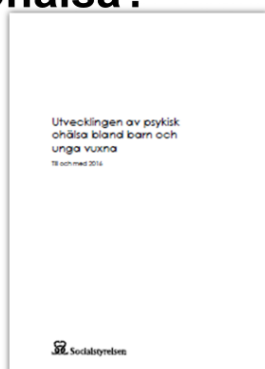 ohälsa?
Utvecklingen av psykisk
ohälsa bland barn och
unga vuxna
Till och med 2016
Socialstyrelsen